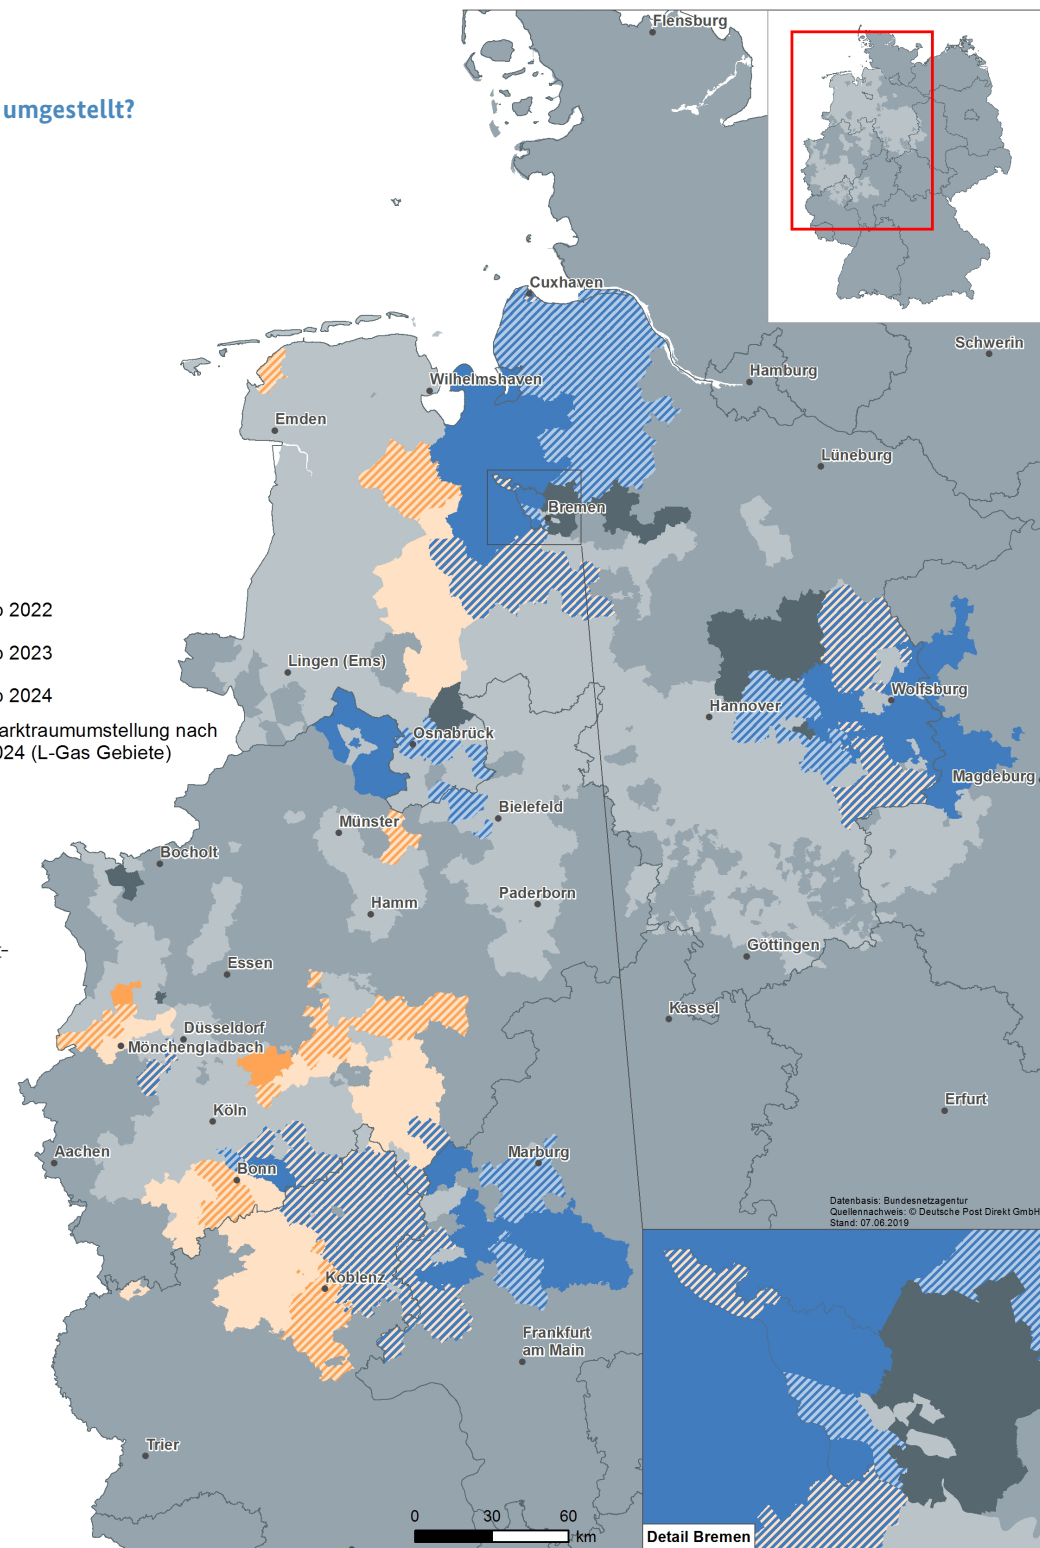 umgestellt?
Flensburg
Cuxhaven
Schwerin
Hamburg
Wilhelmshaven
Emden
Lüneburg
Bremen
2022
2023
Lingen (Ems)
2024
Wolfsburg
Hannover
arktraumumstellung nach
024 (L-Gas Gebiete)
Osnabrück
Magdeburg
Bielefeld
Münster
Bocholt
Paderborn
Hamm
Göttingen
Essen
Kassel
Düsseldorf
Mönchengladbach
Erfurt
Köln
Aachen
Marburg
Bonn
Datenbasis: Bundesnetzagentur
Quellennachweis: © Deutsche Post Direkt GmbH
Stand: 07.06.2019
Koblenz
Frankfurt
am Main
Trier
0 30 60
km
Detail Bremen